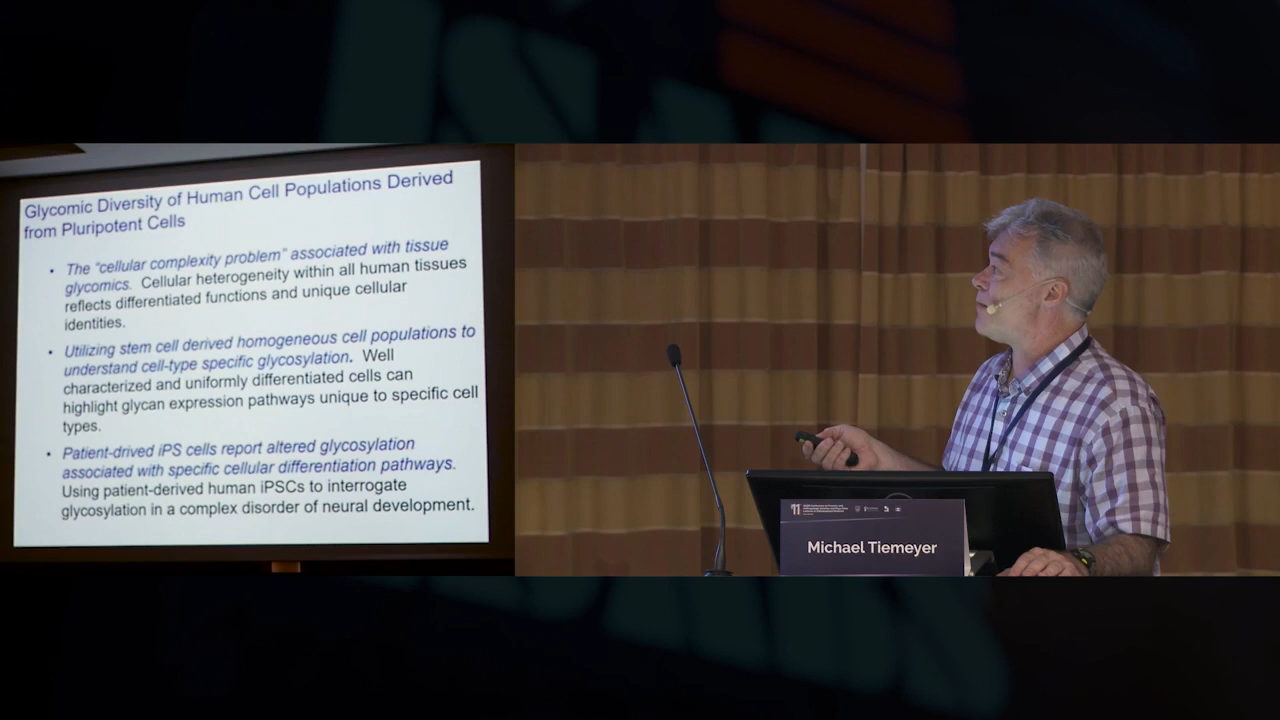 Glycomic Diversity of Human Cell Populations Derived
from Pluripotent Cells
• The “cellular complexity problem” associated with tissue
glycomics. Cellular heterogeneity within all human tissues
reflects differentiated functions and unique cellular
identities.
• Utilizing stem cell derived homogeneous cell populations to
understand cell-type specific glycosylation. Well
characterized and uniformly differentiated cells can
highlight glycan expression pathways unique to specific cell
types.
• Patient-drived iPS cells report altered glycosylation
associated with specific cellular differentiation pathways.
Using patient-derived human iPSCs to interrogate
glycosylation in a complex disorder of neural development.
11
Michael Tiemeyer